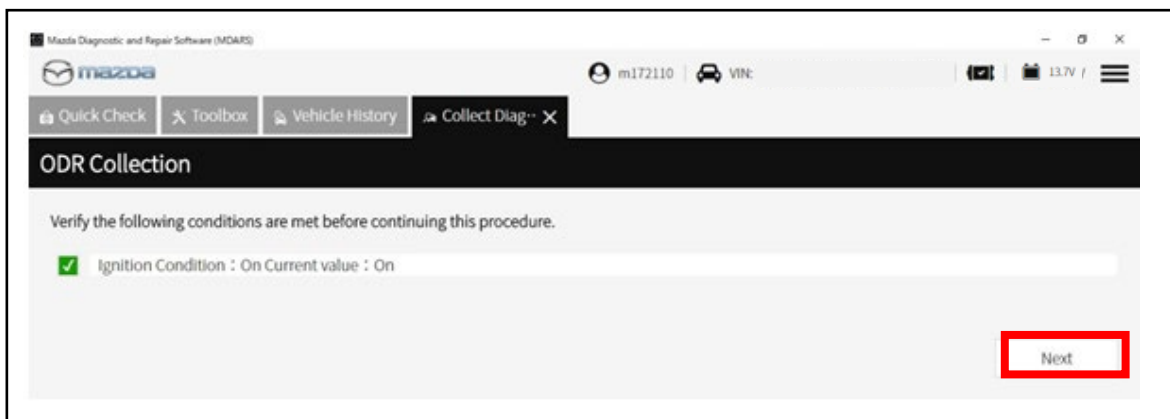 Mazda Diagnostic and Repair Software (MDARS)
mazda
m172110 VIN: 13.7V /
Quick Check Toolbox Vehicle History Collect Diag··
ODR Collection
Verify the following conditions are met before continuing this procedure.
Ignition Condition：On Current value：On
Next